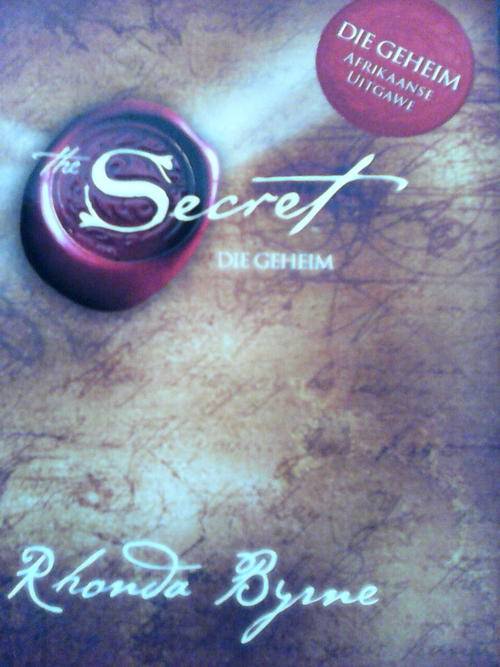 DIE GEHEIM
AFRIKAANSE
UITGAWE
the Secret
DIE GEHEIM
Rhonda Byrne